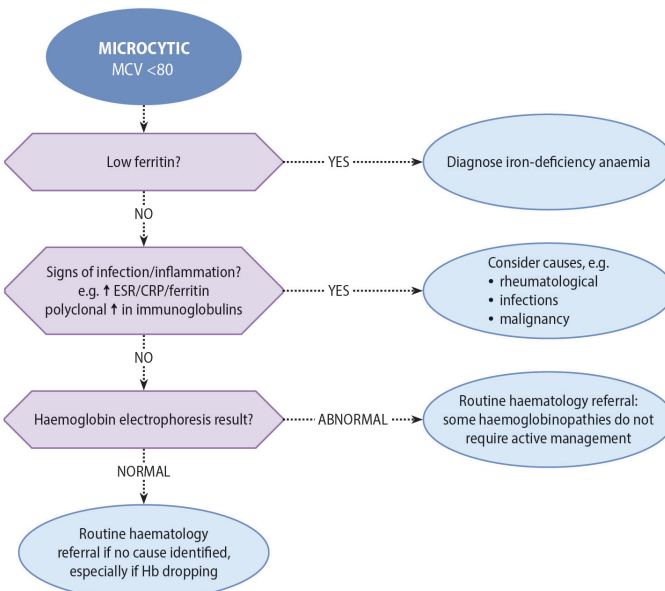 MICROCYTIC
MCV <80
Low ferritin?
YES
Diagnose iron-deficiency anaemia
NO
Signs of infection/inflammation?
e.g. ↑ ESR/CRP/ferritin
polyclonal ↑ in immunoglobulins
YES
Consider causes, e.g.
• rheumatological
• infections
• malignancy
NO
Haemoglobin electrophoresis result?
ABNORMAL
Routine haematology referral:
some haemoglobinopathies do not
require active management
NORMAL
Routine haematology
referral if no cause identified,
especially if Hb dropping